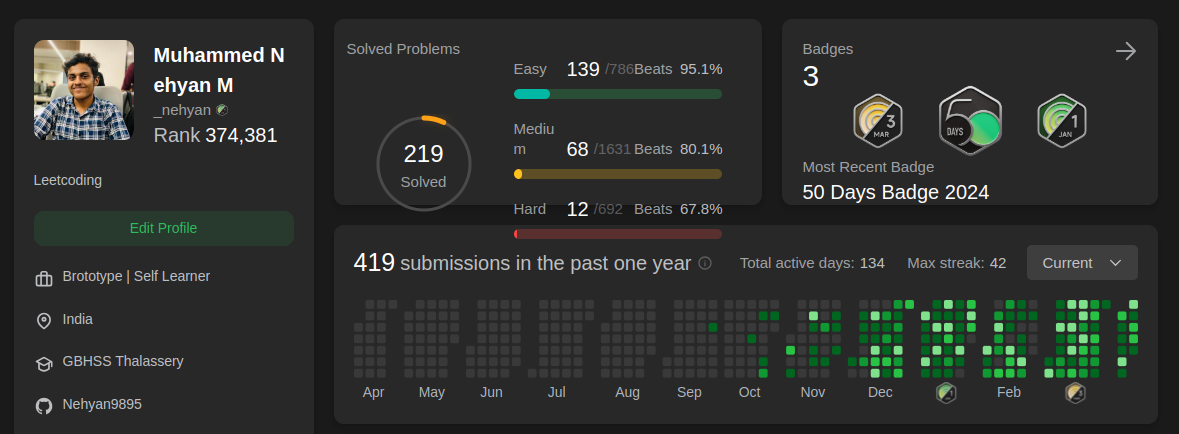 Muhammed N
ehyan M
_nehyan
Rank 374,381
Leetcoding
Edit Profile
Brototype | Self Learner
India
GBHSS Thalassery
Nehyan9895
Solved Problems
219
Solved
Easy 139 /786 Beats 95.1%
Mediu
m 68 /1631 Beats 80.1%
Hard 12 /692 Beats 67.8%
Badges
3
3 MAR
50 DAYS
1 JAN
Most Recent Badge
50 Days Badge 2024
419 submissions in the past one year
Total active days: 134
Max streak: 42
Current
Apr May Jun Jul Aug Sep Oct Nov Dec Feb